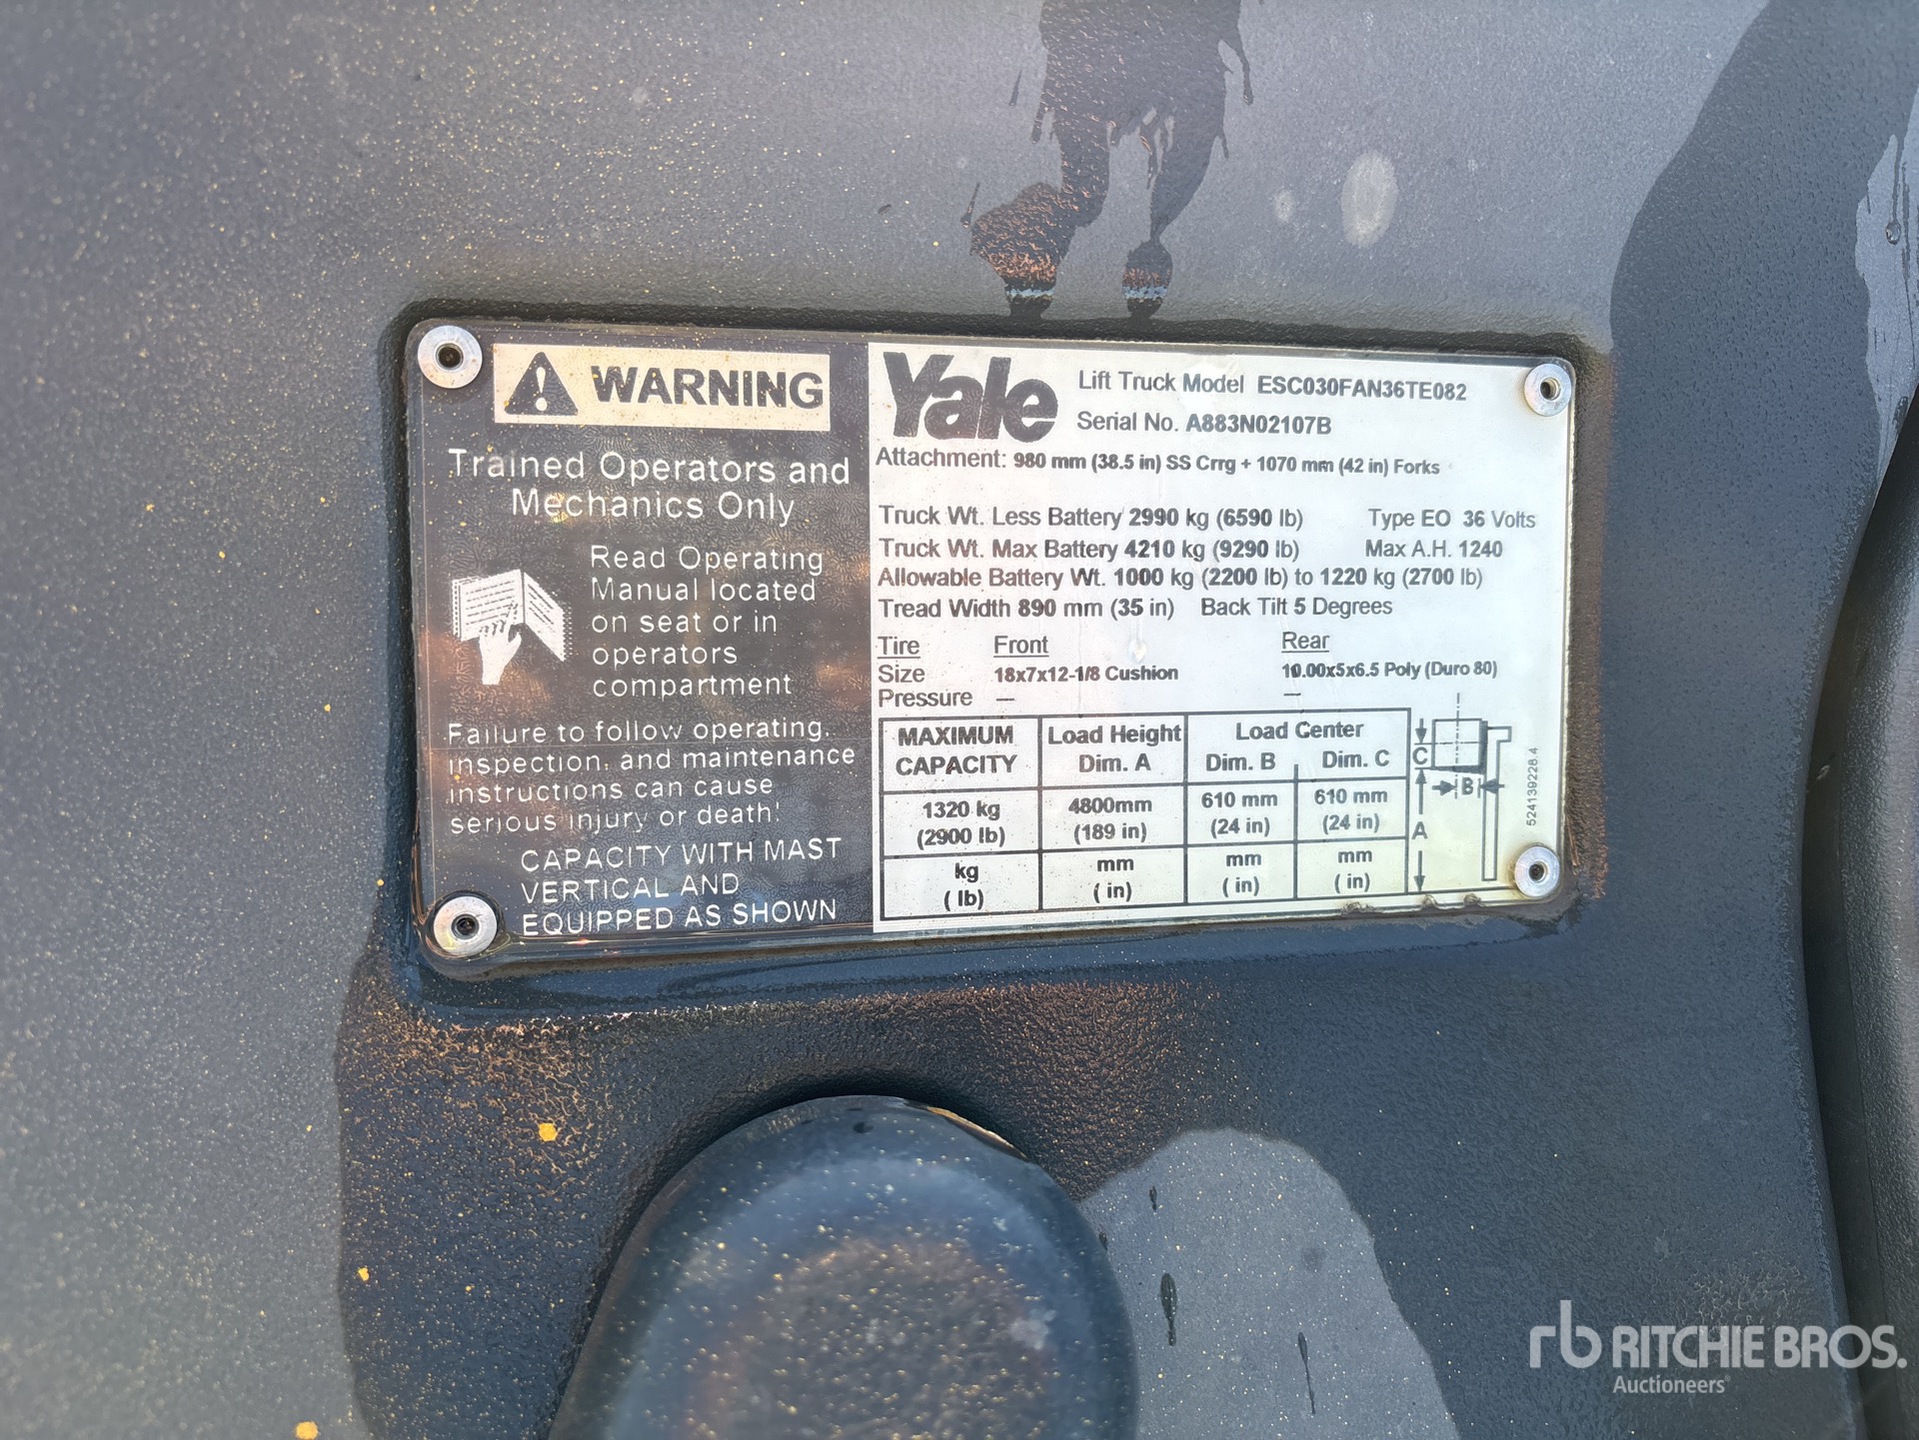 WARNING
Trained Operators and
Mechanics Only
Read Operating
Manual located
on seat or in
operators
compartment
Failure to follow operating,
inspection, and maintenance
instructions can cause
serious injury or death!
CAPACITY WITH MAST
VERTICAL AND
EQUIPPED AS SHOWN
Yale
Lift Truck Model ESC030FAN36TE082
Serial No. A883N02107B
Attachment: 980 mm (38.5 in) SS Crrg + 1070 mm (42 in) Forks
Truck Wt. Less Battery 2990 kg (6590 lb) Type EO 36 Volts
Truck Wt. Max Battery 4210 kg (9290 lb) Max A.H. 1240
Allowable Battery Wt. 1000 kg (2200 lb) to 1220 kg (2700 lb)
Tread Width 890 mm (35 in) Back Tilt 5 Degrees
Tire Front Rear
Size 18x7x12-1/8 Cushion 10.00x5x6.5 Poly (Duro 80)
Pressure — —
MAXIMUM Load Height Load Center
CAPACITY Dim. A Dim. B Dim. C
1320 kg 4800mm 610 mm 610 mm
(2900 lb) (189 in) (24 in) (24 in)
kg mm mm mm
( lb) ( in) ( in) ( in)
C
B
A
524139228.4
rb RITCHIE BROS.
Auctioneers